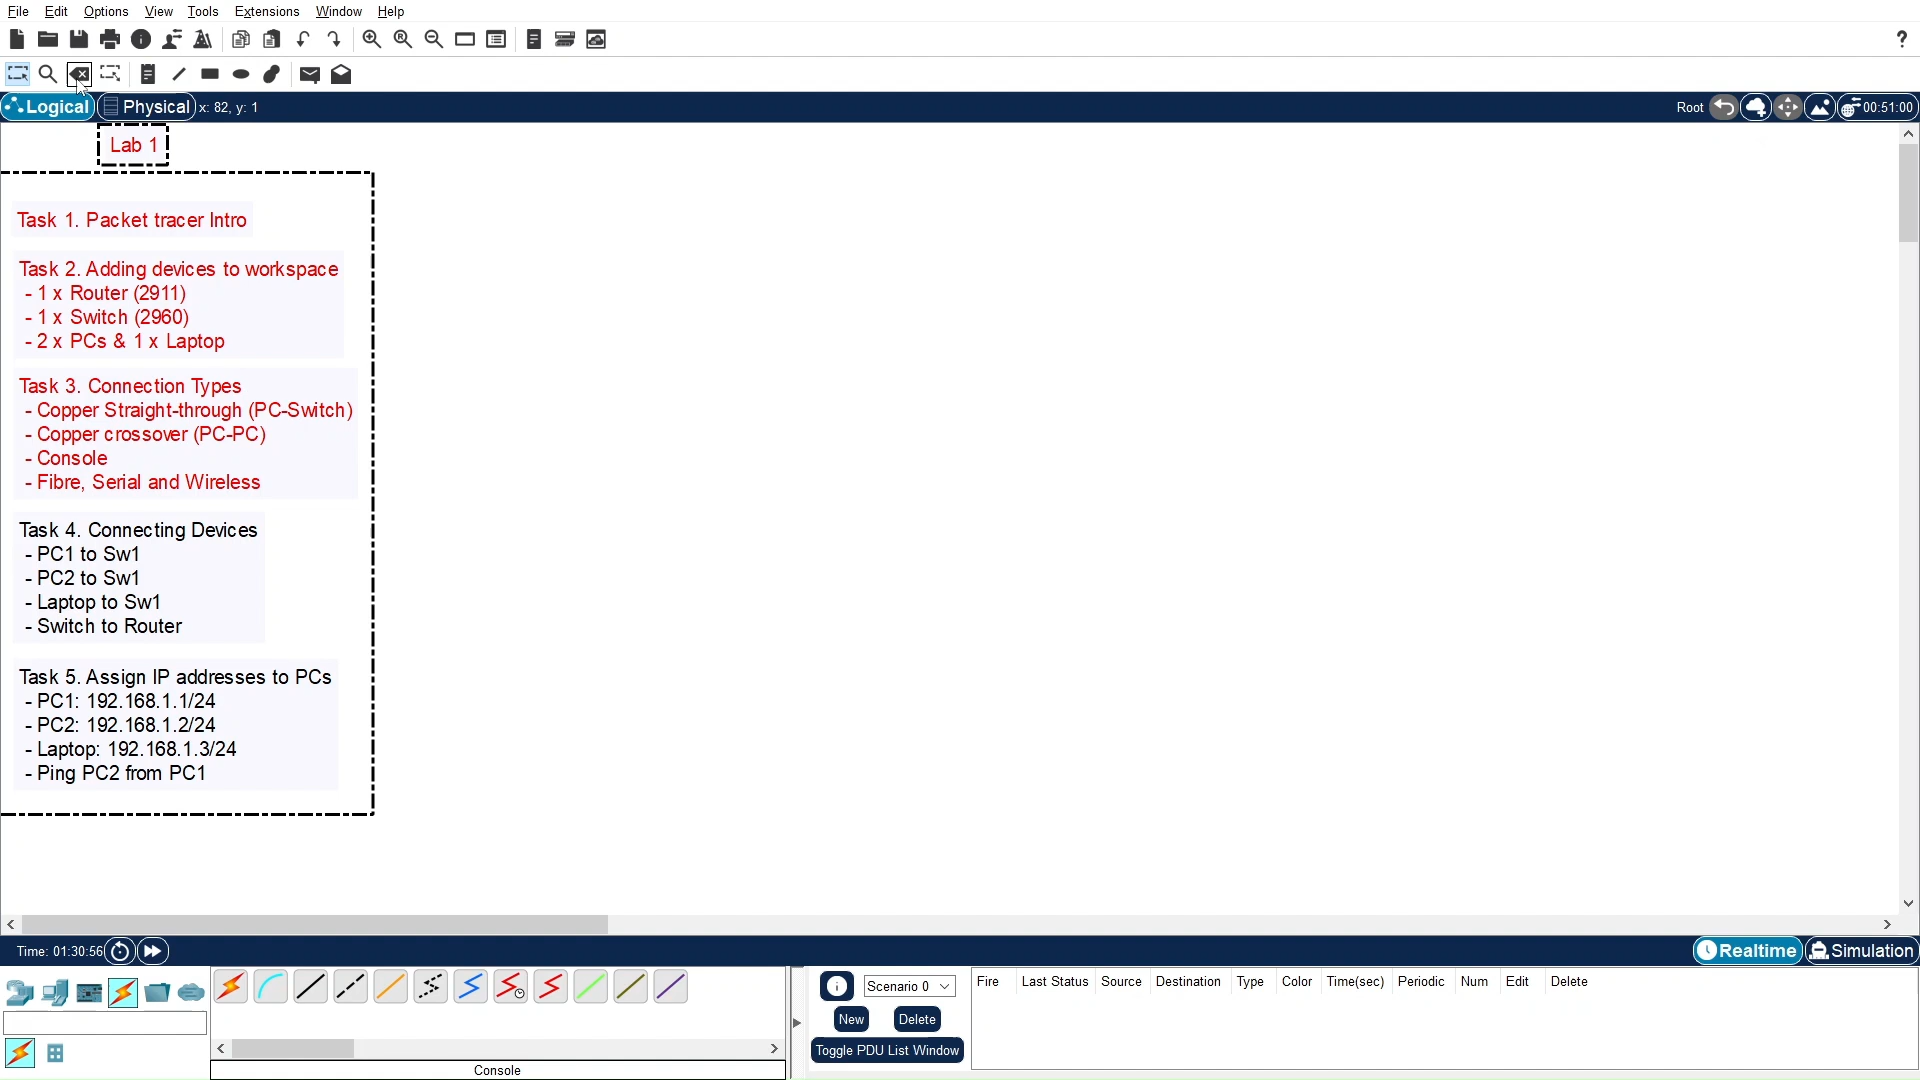 File Edit Options View Tools Extensions Window Help
?
Logical Physical x: 82, y: 1 Root 00:51:00
Lab 1
Task 1. Packet tracer Intro
Task 2. Adding devices to workspace
- 1 x Router (2911)
- 1 x Switch (2960)
- 2 x PCs & 1 x Laptop
Task 3. Connection Types
- Copper Straight-through (PC-Switch)
- Copper crossover (PC-PC)
- Console
- Fibre, Serial and Wireless
Task 4. Connecting Devices
- PC1 to Sw1
- PC2 to Sw1
- Laptop to Sw1
- Switch to Router
Task 5. Assign IP addresses to PCs
- PC1: 192.168.1.1/24
- PC2: 192.168.1.2/24
- Laptop: 192.168.1.3/24
- Ping PC2 from PC1
Time: 01:30:56 Realtime Simulation
Scenario 0 Fire Last Status Source Destination Type Color Time(sec) Periodic Num Edit Delete
New Delete
Toggle PDU List Window
Console